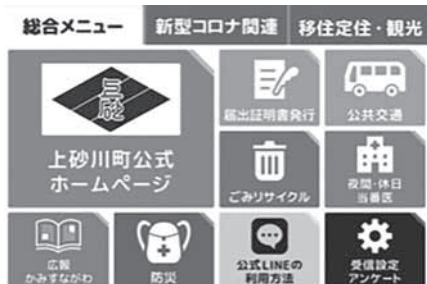 総合メニュー
新型コロナ関連
移住定住・観光
三砂
上砂川町公式
ホームページ
届出証明書発行
公共交通
ごみリサイクル
夜間・休日
当番医
広報
かみすながわ
防災
公式LINEの
利用方法
受信設定
アンケート